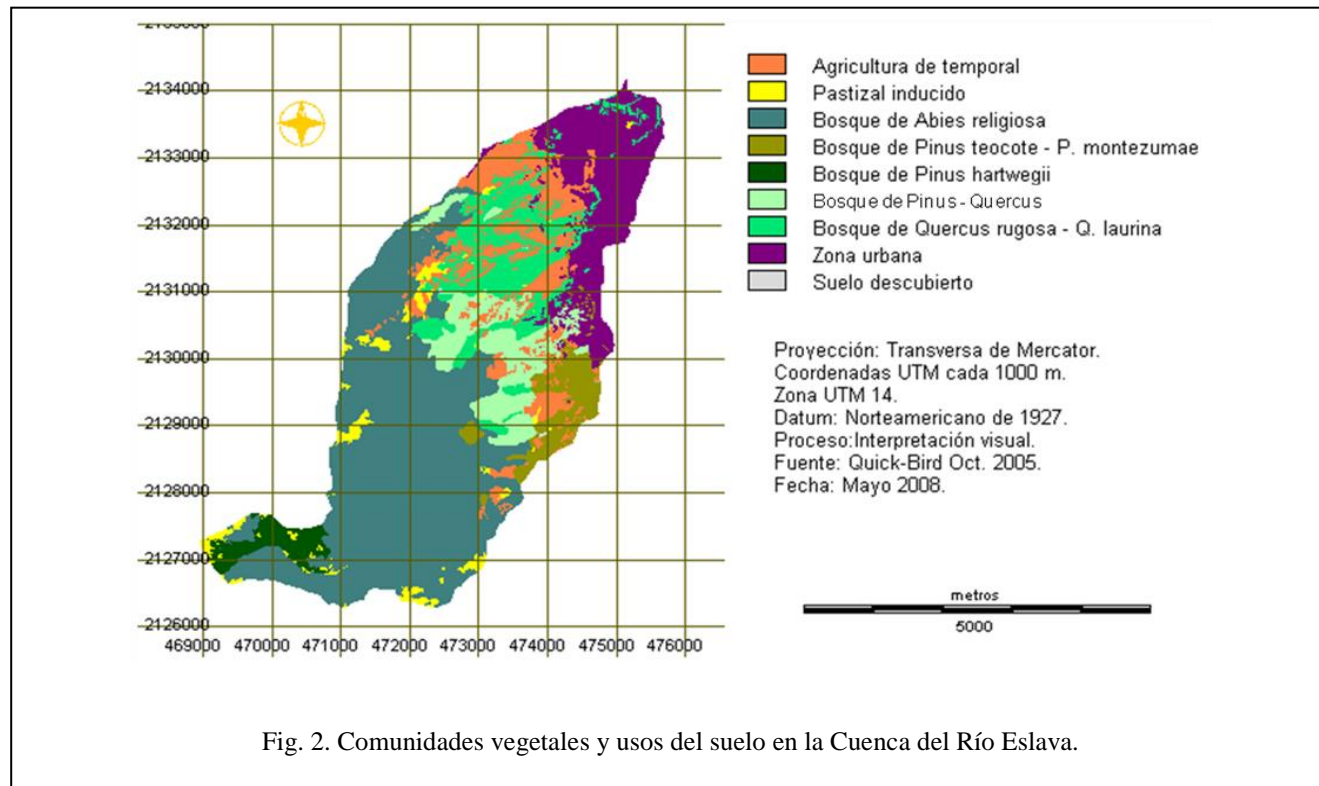 2135000
2134000
2133000
2132000
2131000
2130000
2129000
2128000
2127000
2126000
469000 470000 471000 472000 473000 474000 475000 476000
Agricultura de temporal
Pastizal inducido
Bosque de Abies religiosa
Bosque de Pinus teocote - P. montezumae
Bosque de Pinus hartwegii
Bosque de Pinus - Quercus
Bosque de Quercus rugosa - Q. laurina
Zona urbana
Suelo descubierto
Proyección: Transversa de Mercator.
Coordenadas UTM cada 1000 m.
Zona UTM 14.
Datum: Norteamericano de 1927.
Proceso:Interpretación visual.
Fuente: Quick-Bird Oct. 2005.
Fecha: Mayo 2008.
metros
5000
Fig. 2. Comunidades vegetales y usos del suelo en la Cuenca del Río Eslava.